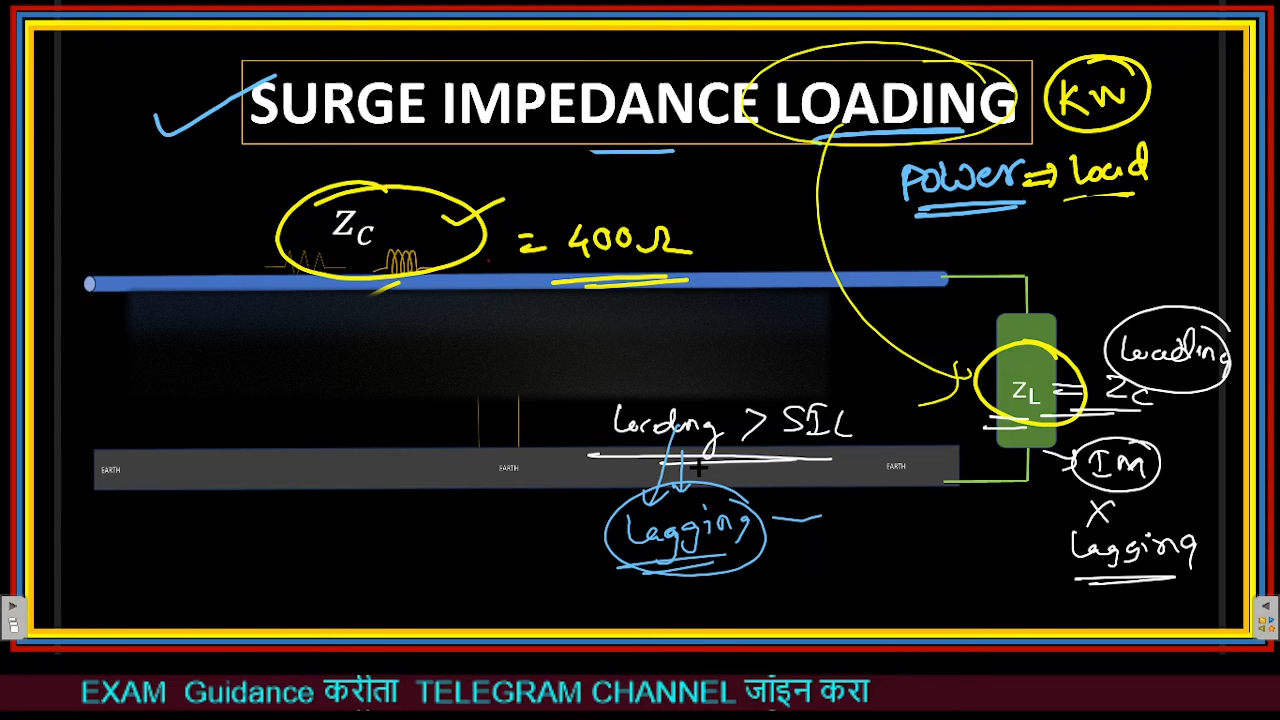 SURGE IMPEDANCE LOADING
KW
Power ⇒ Load
Z_C
= 400Ω
Z_L = Z_C
Leading
Loading > SIL
EARTH EARTH EARTH
IM
X
Lagging
Lagging
EXAM Guidance करीता TELEGRAM CHANNEL जॉइन करा